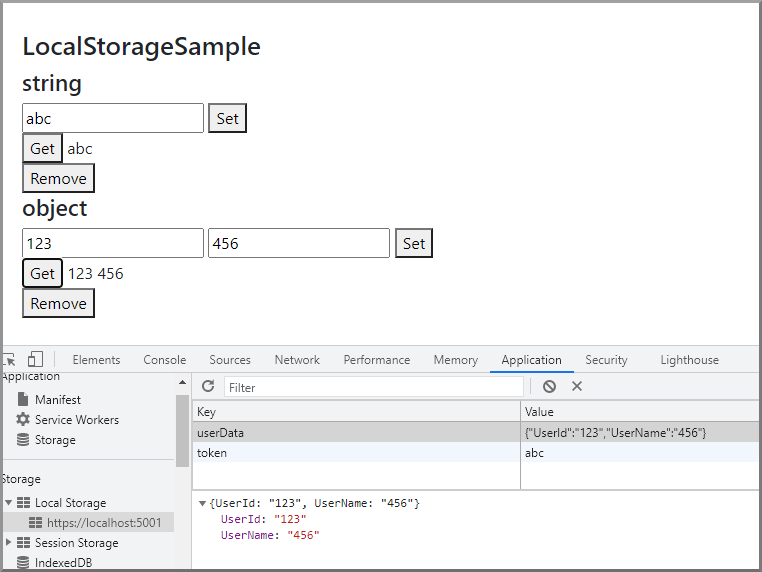 LocalStorageSample
string
abc Set
Get abc
Remove
object
123 456 Set
Get 123 456
Remove
Elements Console Sources Network Performance Memory Application Security Lighthouse
Application
Manifest
Service Workers
Storage
Storage
Local Storage
https://localhost:5001
Session Storage
IndexedDB
Filter
Key Value
userData {"UserId":"123","UserName":"456"}
token abc
{UserId: "123", UserName: "456"}
UserId: "123"
UserName: "456"